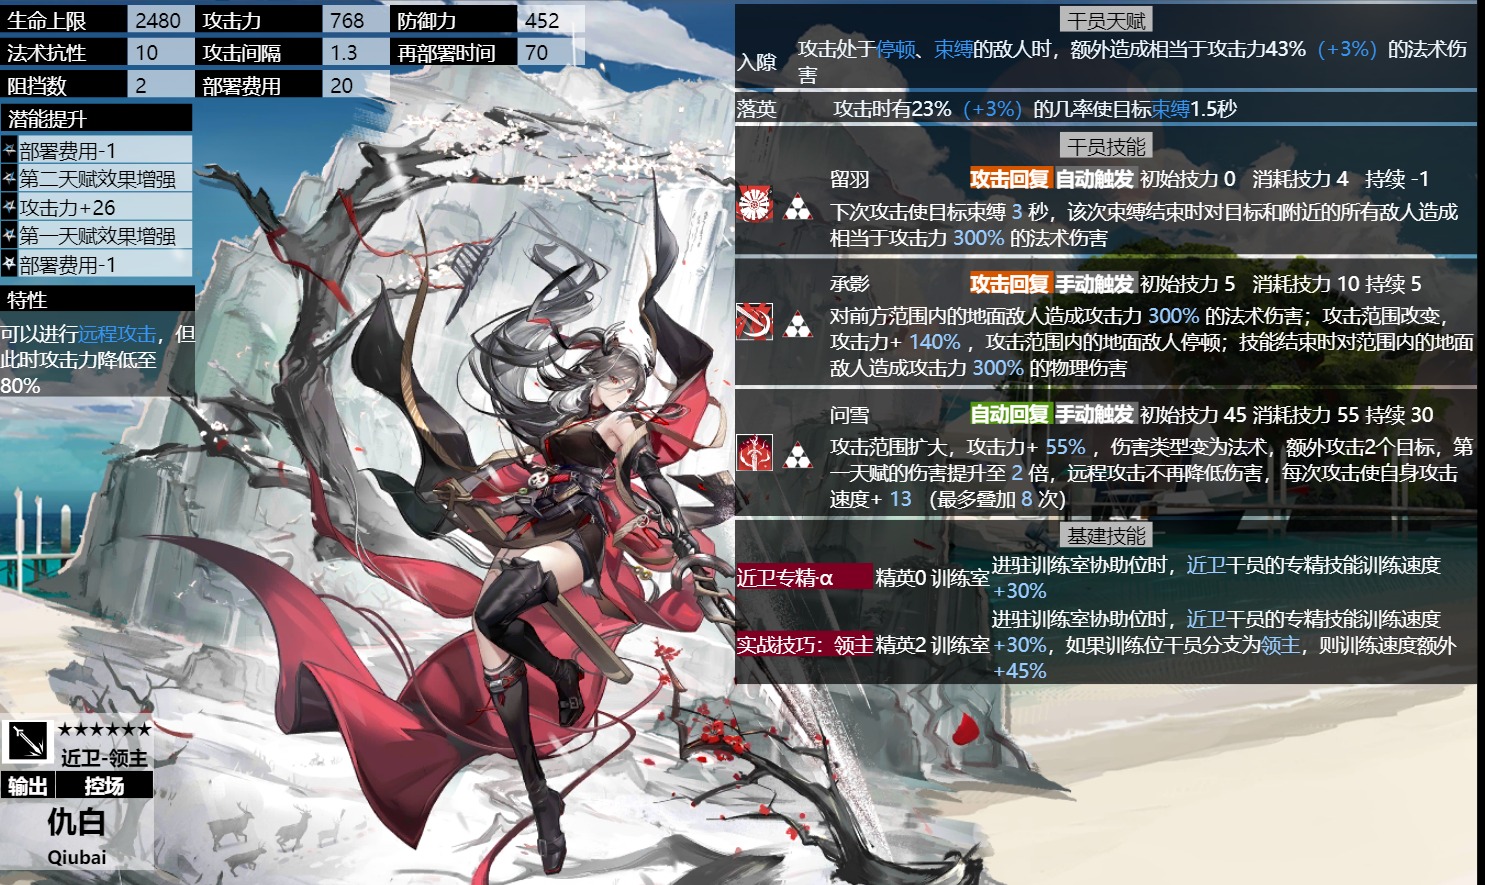 生命上限 2480 攻击力 768 防御力 452
法术抗性 10 攻击间隔 1.3 再部署时间 70
阻挡数 2 部署费用 20
潜能提升
部署费用-1
第二天赋效果增强
攻击力+26
第一天赋效果增强
部署费用-1
特性
可以进行远程攻击，但
此时攻击力降低至
80%
★★★★★★
近卫-领主
输出 控场
仇白
Qiubai
干员天赋
入隙 攻击处于停顿、束缚的敌人时，额外造成相当于攻击力43%（+3%）的法术伤
害
落英 攻击时有23%（+3%）的几率使目标束缚1.5秒
干员技能
留羽 攻击回复 自动触发 初始技力 0 消耗技力 4 持续 -1
下次攻击使目标束缚 3 秒，该次束缚结束时对目标和附近的所有敌人造成
相当于攻击力 300% 的法术伤害
承影 攻击回复 手动触发 初始技力 5 消耗技力 10 持续 5
对前方范围内的地面敌人造成攻击力 300% 的法术伤害；攻击范围改变，
攻击力+ 140% ，攻击范围内的地面敌人停顿；技能结束时对范围内的地面
敌人造成攻击力 300% 的物理伤害
问雪 自动回复 手动触发 初始技力 45 消耗技力 55 持续 30
攻击范围扩大，攻击力+ 55% ，伤害类型变为法术，额外攻击2个目标，第
一天赋的伤害提升至 2 倍，远程攻击不再降低伤害，每次攻击使自身攻击
速度+ 13 （最多叠加 8 次）
基建技能
近卫专精·α 精英0 训练室 进驻训练室协助位时，近卫干员的专精技能训练速度
+30%
实战技巧：领主 精英2 训练室 进驻训练室协助位时，近卫干员的专精技能训练速度
+30%，如果训练位干员分支为领主，则训练速度额外
+45%